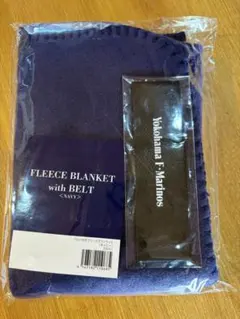 FLEECE BLANKET
with BELT
<NAVY>
Yokohama F·Marinos